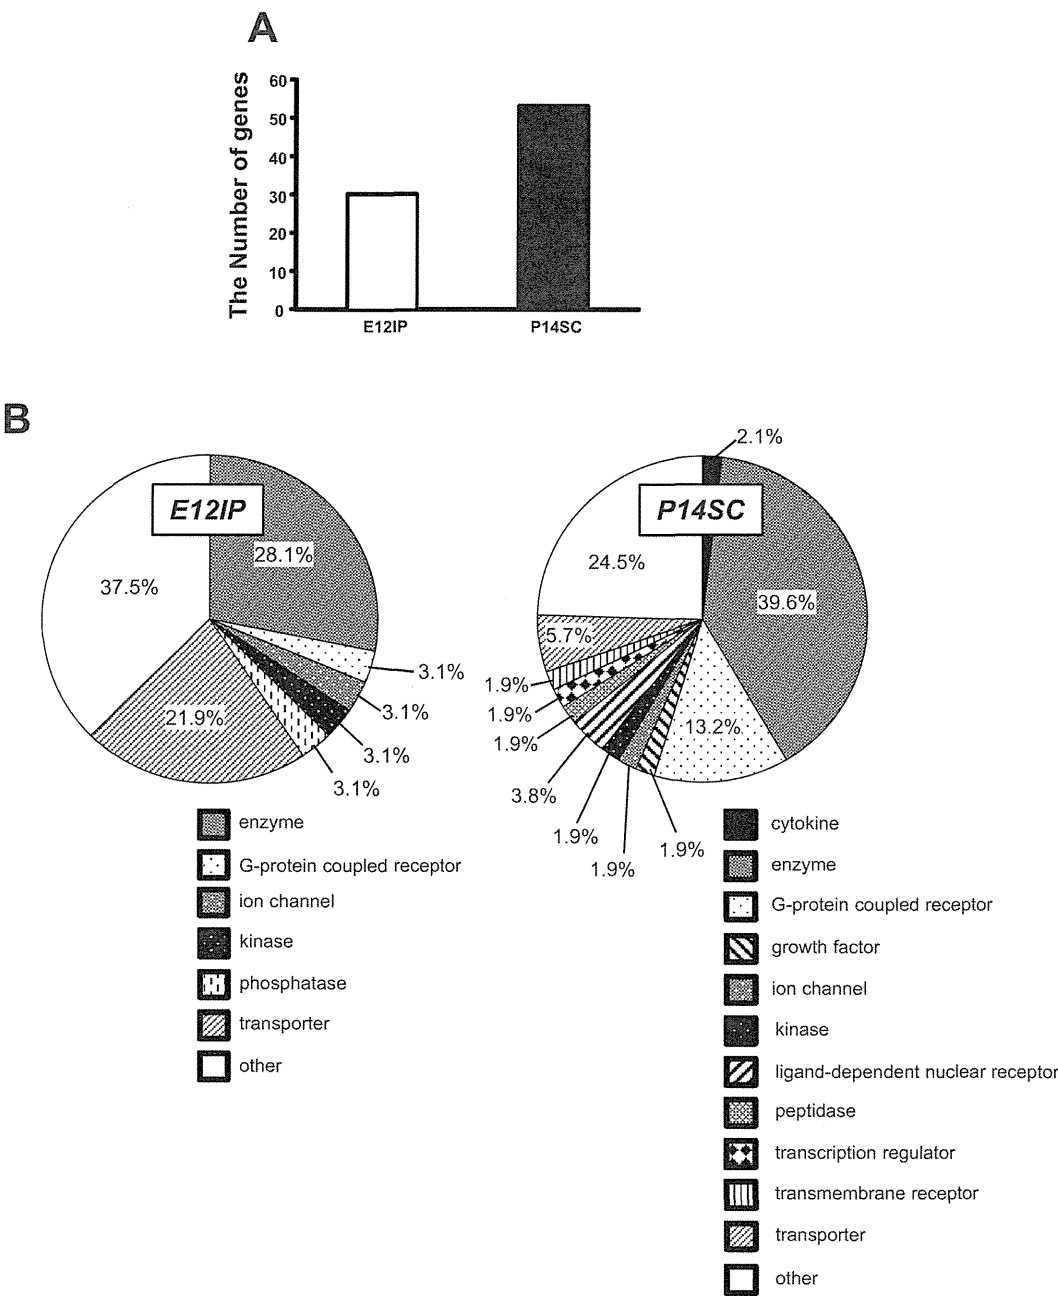 A
The Number of genes
60
50
40
30
20
10
0
E12IP
P14SC
B
E12IP
28.1%
37.5%
3.1%
3.1%
21.9%
3.1%
3.1%
enzyme
G-protein coupled receptor
ion channel
kinase
phosphatase
transporter
other
2.1%
P14SC
24.5%
39.6%
5.7%
1.9%
1.9%
13.2%
1.9%
3.8%
1.9%
1.9%
1.9%
cytokine
enzyme
G-protein coupled receptor
growth factor
ion channel
kinase
ligand-dependent nuclear receptor
peptidase
transcription regulator
transmembrane receptor
transporter
other